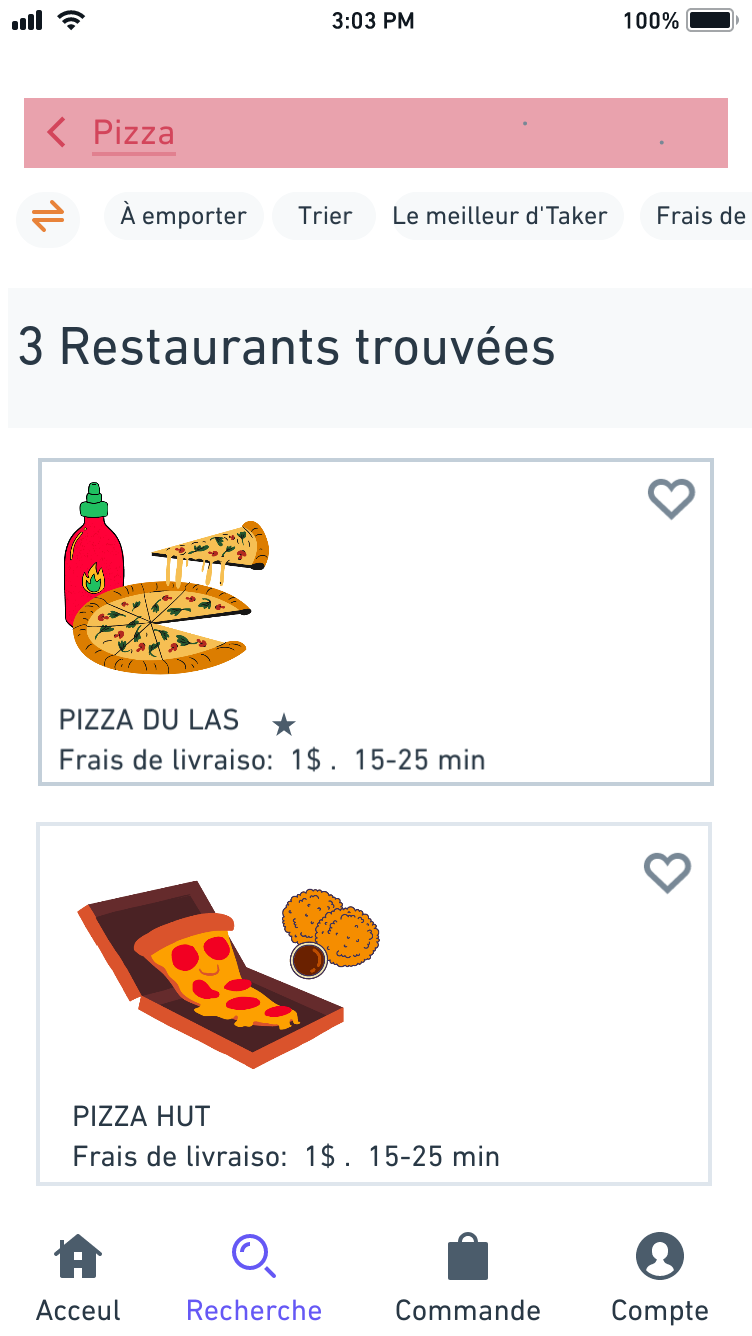 3:03 PM
100%
Pizza
À emporter
Trier
Le meilleur d'Taker
Frais de
3 Restaurants trouvées
PIZZA DU LAS
Frais de livraiso: 1$ . 15-25 min
PIZZA HUT
Frais de livraiso: 1$ . 15-25 min
Acceul
Recherche
Commande
Compte